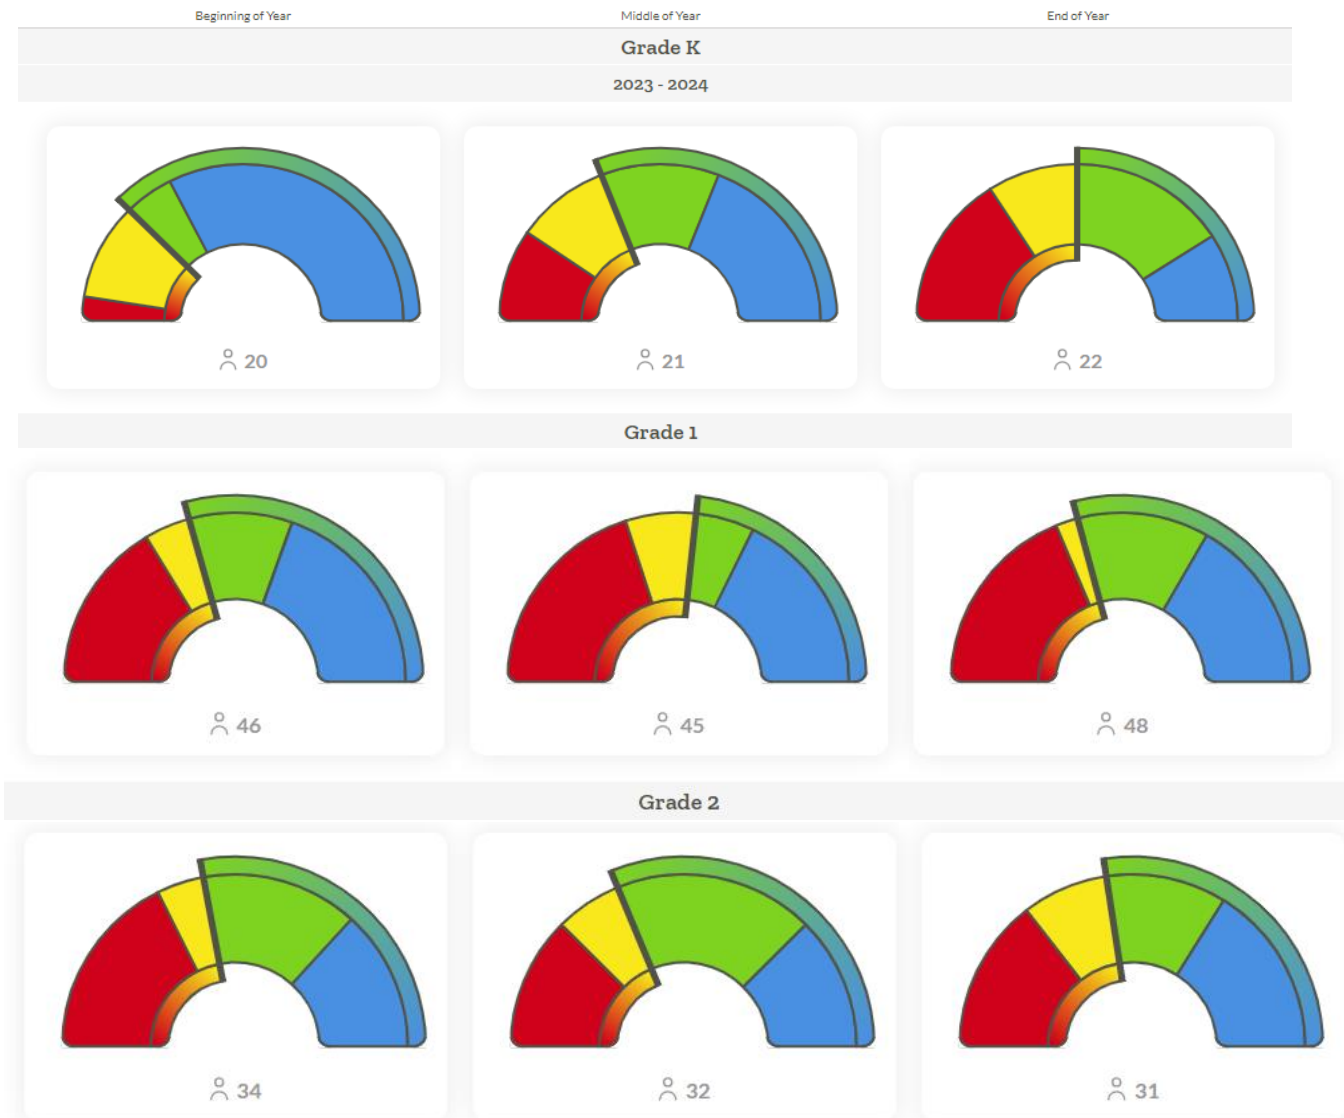 Beginning of Year Middle of Year End of Year
Grade K
2023 - 2024
20 21 22
Grade 1
46 45 48
Grade 2
34 32 31